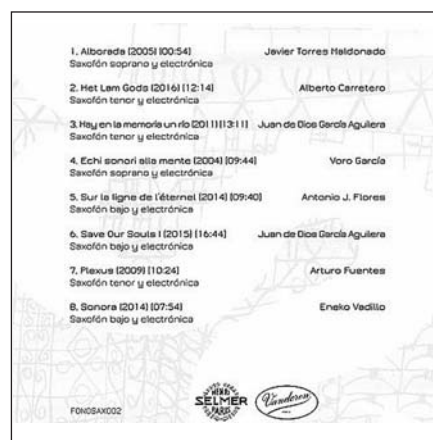 1. Alborada (2005) (00:54) Javier Torres Maldonado
Saxofón soprano y electrónica
2. Het Lam Gods (2016) (12:14) Alberto Carretero
Saxofón tenor y electrónica
3. Hay en la memoria un río (2011) (13:11) Juan de Dios García Aguilera
Saxofón tenor y electrónica
4. Echi sonori alla mente (2004) (09:44) Voro García
Saxofón soprano y electrónica
5. Sur la ligne de l'éternel (2014) (09:40) Antonio J. Flores
Saxofón bajo y electrónica
6. Save Our Souls I (2015) (16:44) Juan de Dios García Aguilera
Saxofón bajo y electrónica
7. Plexus (2009) (10:24) Arturo Fuentes
Saxofón tenor y electrónica
8. Sonora (2014) (07:54) Eneko Vadillo
Saxofón bajo y electrónica
FONOSAX002
HENRI
SELMER
PARIS
Vandoren